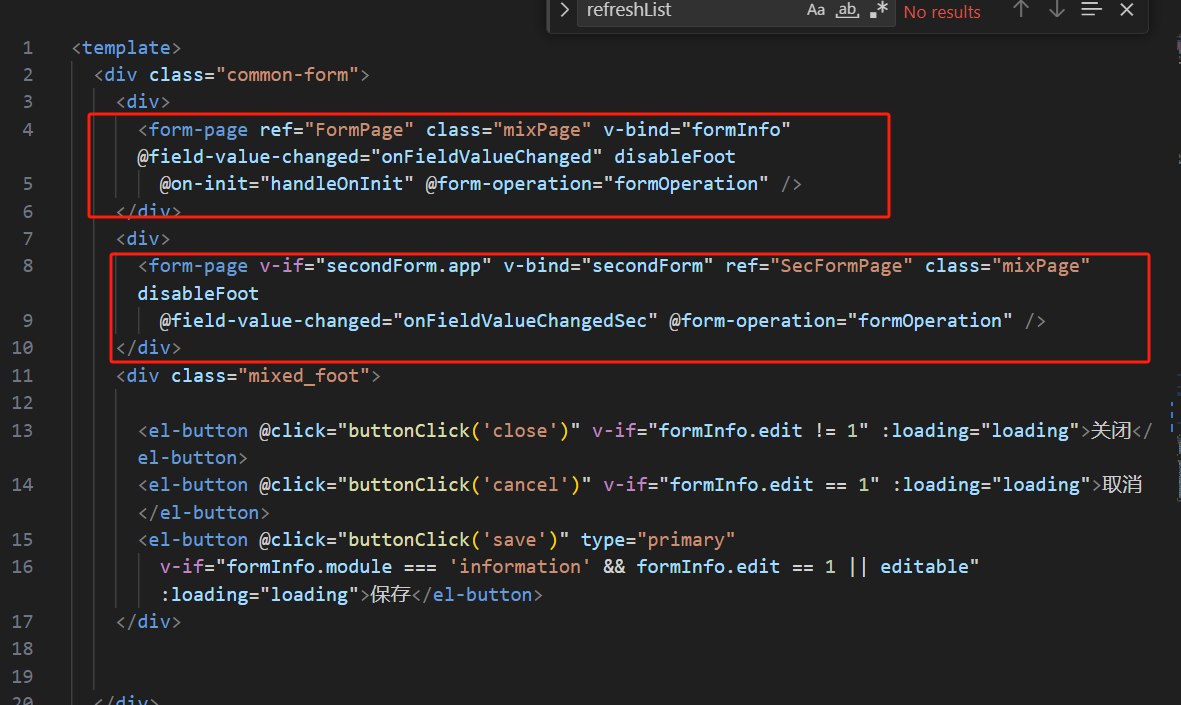 refreshList Aa ab .* No results
1 <template>
2 <div class="common-form">
3 <div>
4 <form-page ref="FormPage" class="mixPage" v-bind="formInfo"
@field-value-changed="onFieldValueChanged" disableFoot
5 @on-init="handleOnInit" @form-operation="formOperation" />
6 </div>
7 <div>
8 <form-page v-if="secondForm.app" v-bind="secondForm" ref="SecFormPage" class="mixPage"
disableFoot
9 @field-value-changed="onFieldValueChangedSec" @form-operation="formOperation" />
10 </div>
11 <div class="mixed_foot">
12
13 <el-button @click="buttonClick('close')" v-if="formInfo.edit != 1" :loading="loading">关闭</
el-button>
14 <el-button @click="buttonClick('cancel')" v-if="formInfo.edit == 1" :loading="loading">取消
</el-button>
15 <el-button @click="buttonClick('save')" type="primary"
16 v-if="formInfo.module === 'information' && formInfo.edit == 1 || editable"
:loading="loading">保存</el-button>
17 </div>
18
19
20 </div>